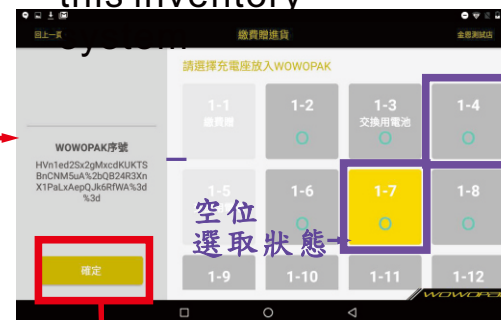 this inventory
system
回上一頁
繳費贈進貨
全恩測試店
請選擇充電座放入WOWOPAK
1-1
繳費贈
1-2
O
1-3
交換用電池
O
1-4
O
WOWOPAK序號
HVn1ed2Sx2gMxcdKUKTS
BnCNM5uA%2bQB24R3Xn
X1PaLxAepQJk6RfWA%3d
%3d
1-5
1-6
O
1-7
O
1-8
O
空位
選取狀態
確定
1-9
1-10
1-11
1-12
WOWOPAK